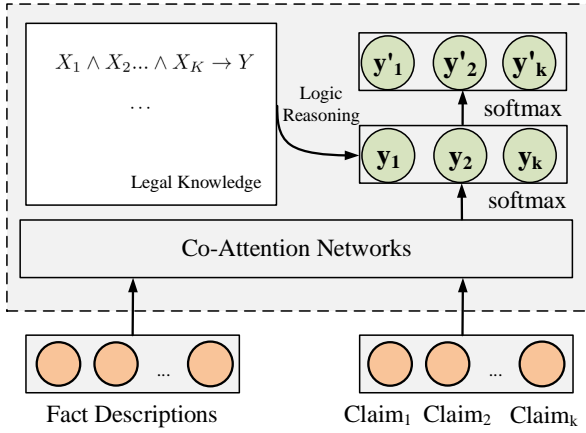 X₁ ∧ X₂... ∧ X_K → Y
...
Legal Knowledge
Logic
Reasoning
y'₁ y'₂ y'ₖ
softmax
y₁ y₂ yₖ
softmax
Co-Attention Networks
...
Fact Descriptions
...
Claim₁ Claim₂ Claimₖ